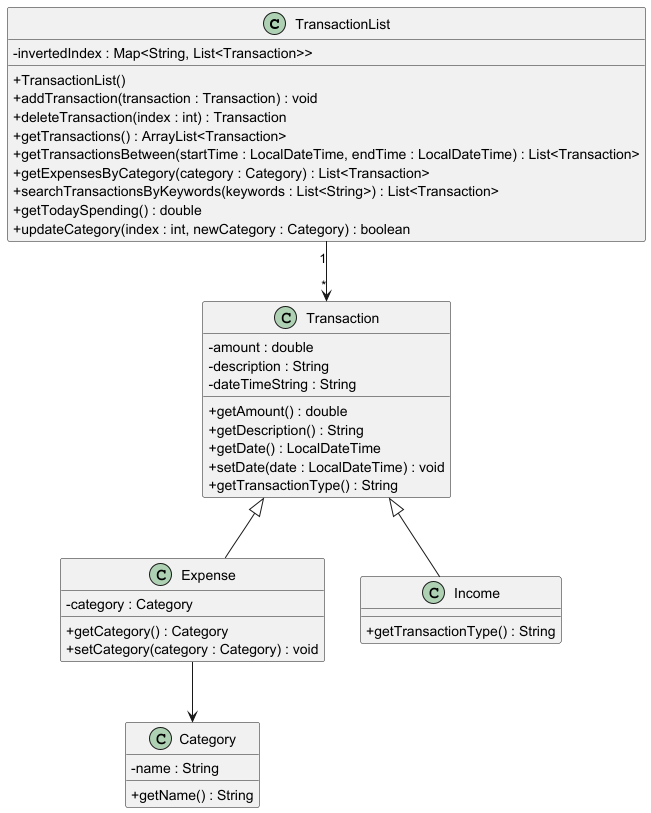 C TransactionList
-invertedIndex : Map<String, List<Transaction>>
+TransactionList()
+addTransaction(transaction : Transaction) : void
+deleteTransaction(index : int) : Transaction
+getTransactions() : ArrayList<Transaction>
+getTransactionsBetween(startTime : LocalDateTime, endTime : LocalDateTime) : List<Transaction>
+getExpensesByCategory(category : Category) : List<Transaction>
+searchTransactionsByKeywords(keywords : List<String>) : List<Transaction>
+getTodaySpending() : double
+updateCategory(index : int, newCategory : Category) : boolean
1
*
C Transaction
-amount : double
-description : String
-dateTimeString : String
+getAmount() : double
+getDescription() : String
+getDate() : LocalDateTime
+setDate(date : LocalDateTime) : void
+getTransactionType() : String
C Expense
-category : Category
+getCategory() : Category
+setCategory(category : Category) : void
C Income
+getTransactionType() : String
C Category
-name : String
+getName() : String